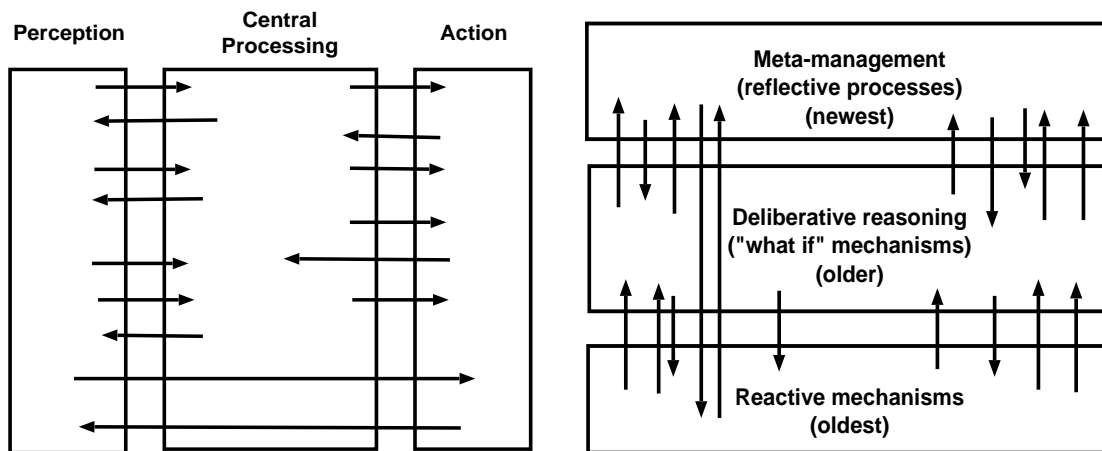 Perception
Central
Processing
Action
Meta-management
(reflective processes)
(newest)
Deliberative reasoning
("what if" mechanisms)
(older)
Reactive mechanisms
(oldest)